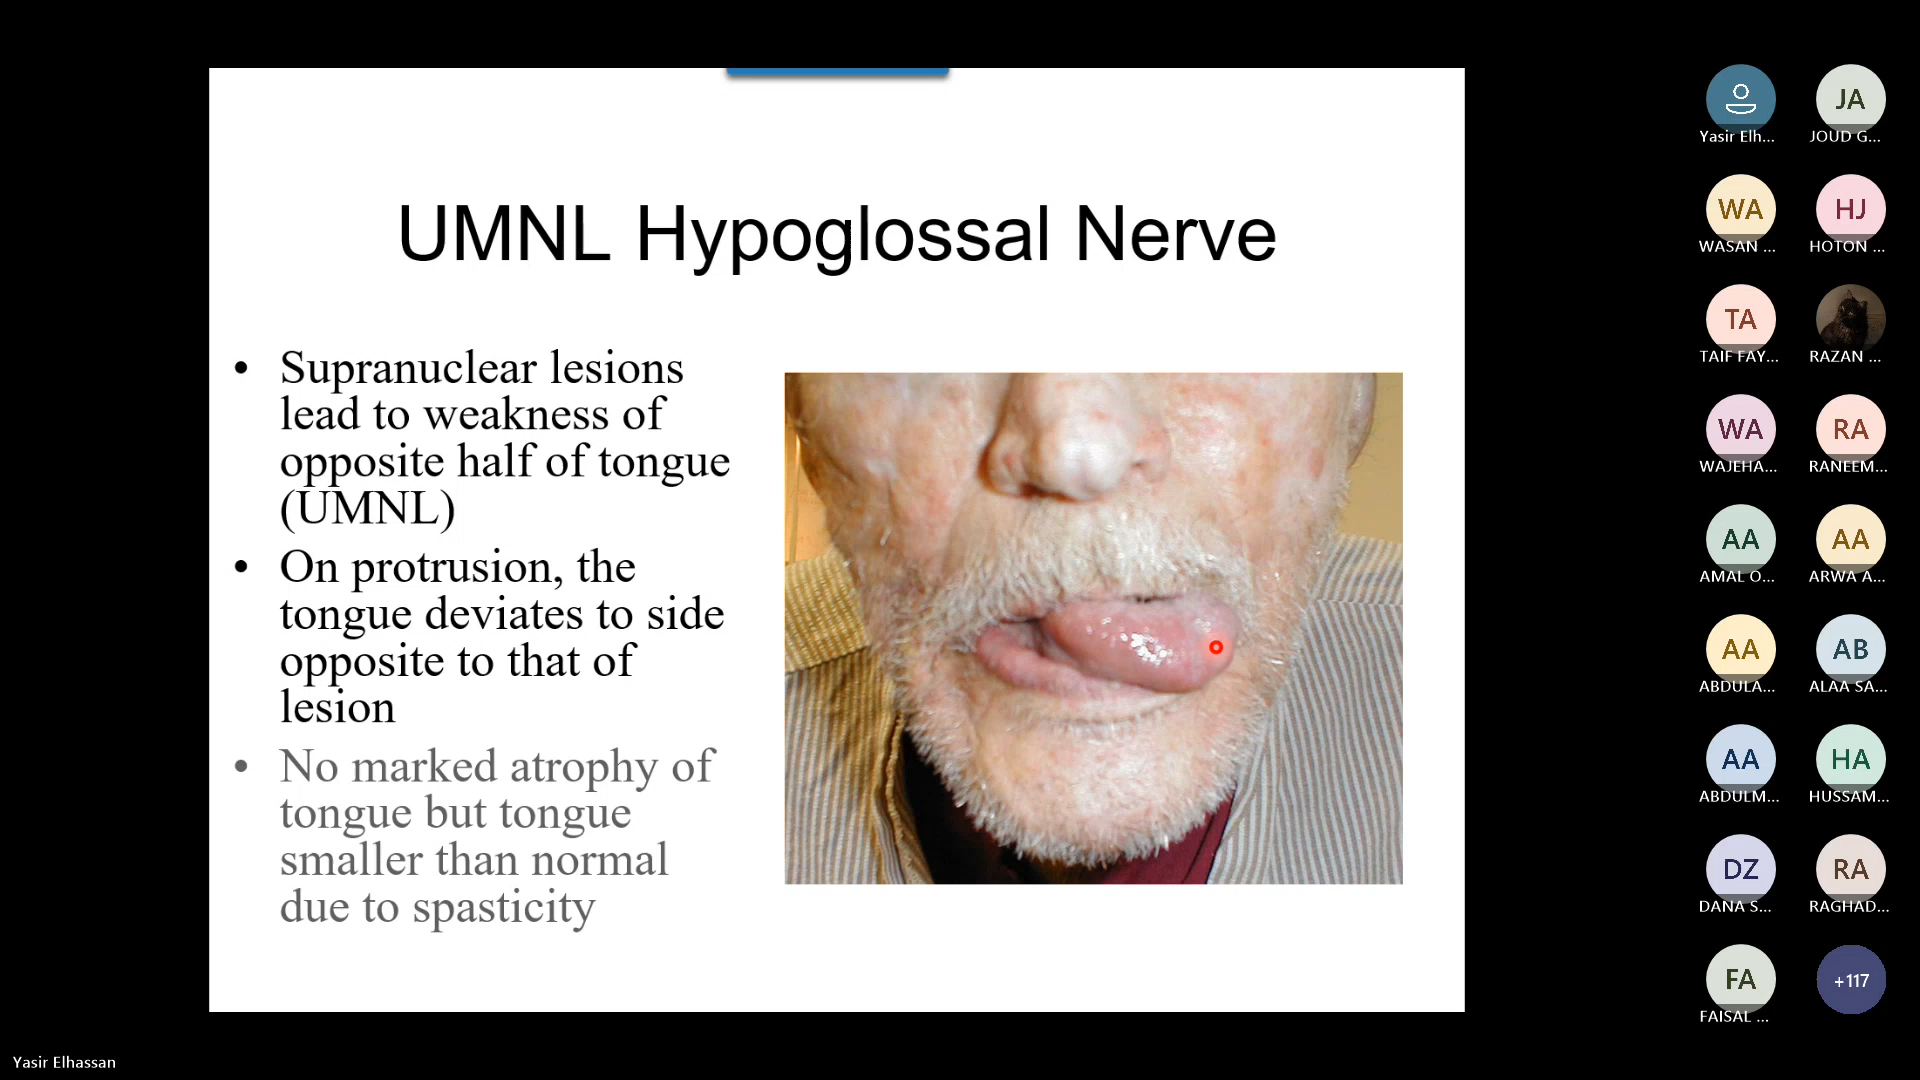 UMNL Hypoglossal Nerve
• Supranuclear lesions
lead to weakness of
opposite half of tongue
(UMNL)
• On protrusion, the
tongue deviates to side
opposite to that of
lesion
• No marked atrophy of
tongue but tongue
smaller than normal
due to spasticity
Yasir Elh...
JA
JOUD G...
WA
WASAN ...
HJ
HOTON ...
TA
TAIF FAY...
RAZAN ...
WA
WAJEHA...
RA
RANEEM...
AA
AMAL O...
AA
ARWA A...
AA
ABDULA...
AB
ALAA SA...
AA
ABDULM...
HA
HUSSAM...
DZ
DANA S...
RA
RAGHAD...
FA
FAISAL ...
+117
Yasir Elhassan